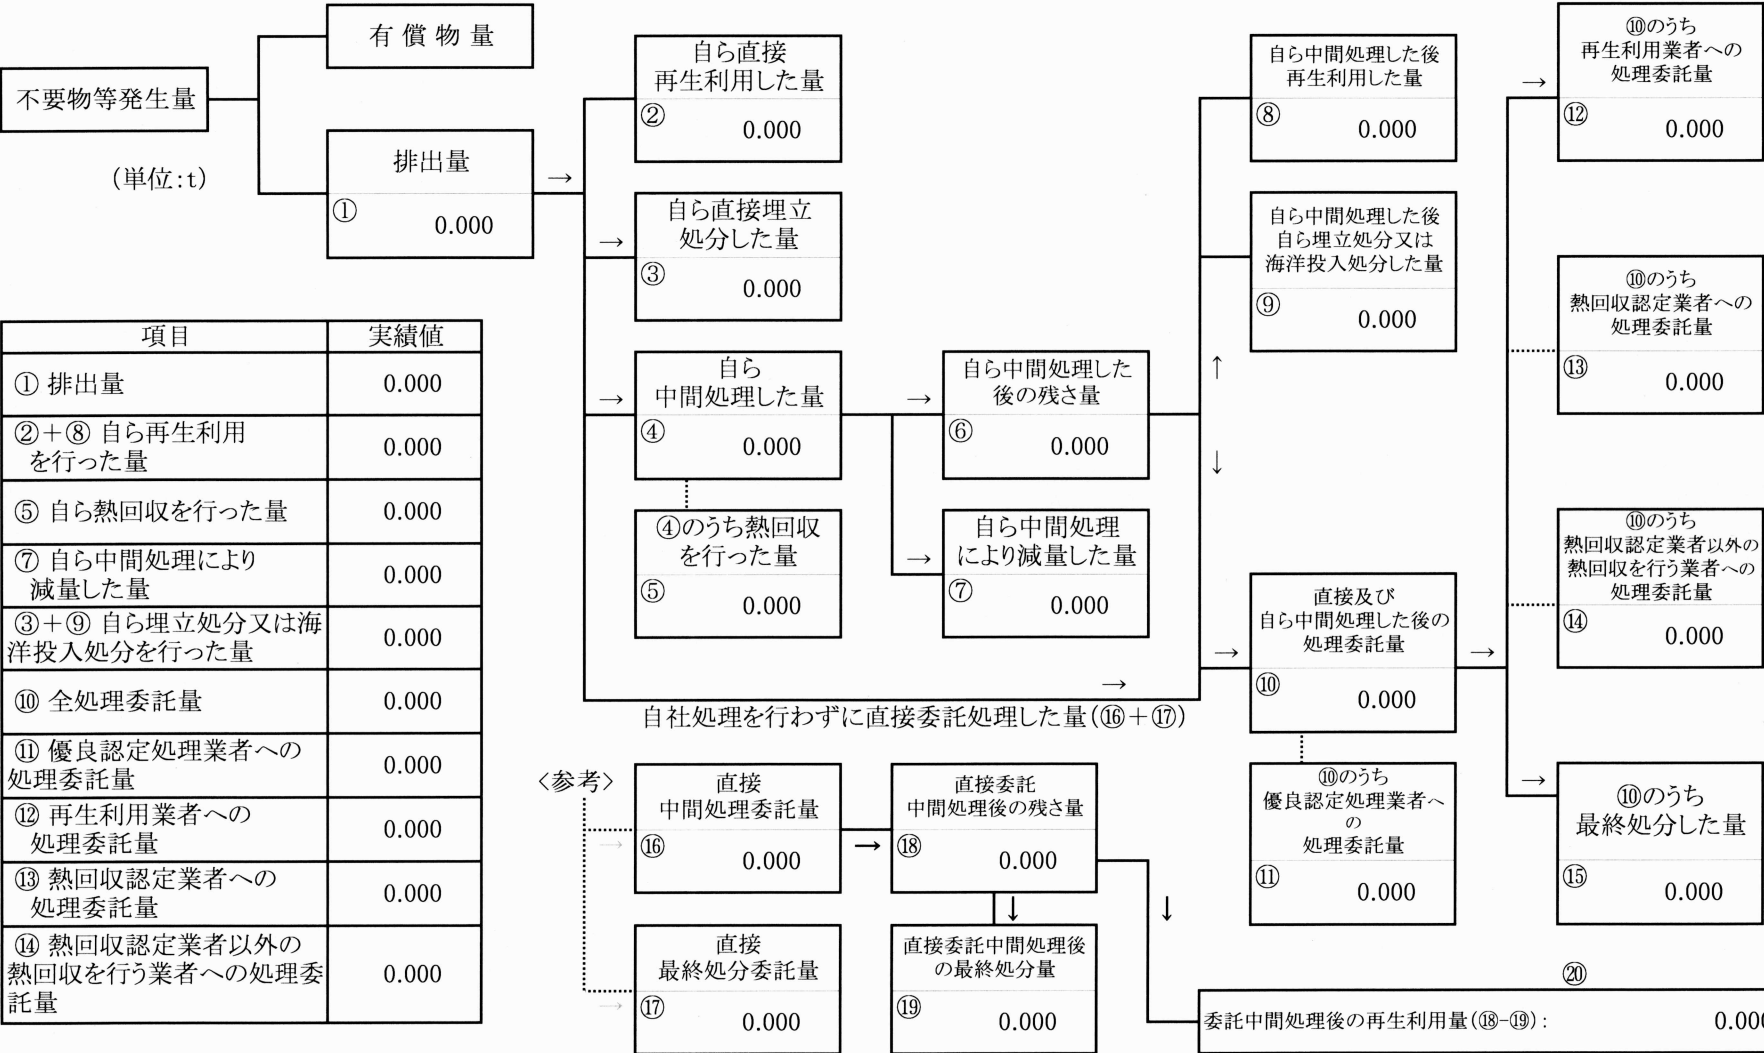 不要物等発生量
有償物量
(単位:t)
排出量
①
0.000
→
自ら直接
再生利用した量
②
0.000
→
自ら直接埋立
処分した量
③
0.000
→
自ら
中間処理した量
④
0.000
④のうち熱回収
を行った量
⑤
0.000
→
自ら中間処理した
後の残さ量
⑥
0.000
→
自ら中間処理
により減量した量
⑦
0.000
↑
↓
自ら中間処理した後
再生利用した量
⑧
0.000
自ら中間処理した後
自ら埋立処分又は
海洋投入処分した量
⑨
0.000
→
自社処理を行わずに直接委託処理した量(⑯+⑰)
→
直接及び
自ら中間処理した後の
処理委託量
⑩
0.000
→
⑩のうち
優良認定処理業者へ
の
処理委託量
⑪
0.000
→
⑩のうち
再生利用業者への
処理委託量
⑫
0.000
⑩のうち
熱回収認定業者への
処理委託量
⑬
0.000
⑩のうち
熱回収認定業者以外の
熱回収を行う業者への
処理委託量
⑭
0.000
→
⑩のうち
最終処分した量
⑮
0.000
項目 実績値
① 排出量 0.000
②+⑧ 自ら再生利用
を行った量 0.000
⑤ 自ら熱回収を行った量 0.000
⑦ 自ら中間処理により
減量した量 0.000
③+⑨ 自ら埋立処分又は海
洋投入処分を行った量 0.000
⑩ 全処理委託量 0.000
⑪ 優良認定処理業者への
処理委託量 0.000
⑫ 再生利用業者への
処理委託量 0.000
⑬ 熱回収認定業者への
処理委託量 0.000
⑭ 熱回収認定業者以外の
熱回収を行う業者への処理委
託量 0.000
〈参考〉
→
直接
中間処理委託量
⑯
0.000
→
直接
最終処分委託量
⑰
0.000
→
直接委託
中間処理後の残さ量
⑱
0.000
↓
直接委託中間処理後
の最終処分量
⑲
0.000
↓
⑳
委託中間処理後の再生利用量(⑱-⑲): 0.000